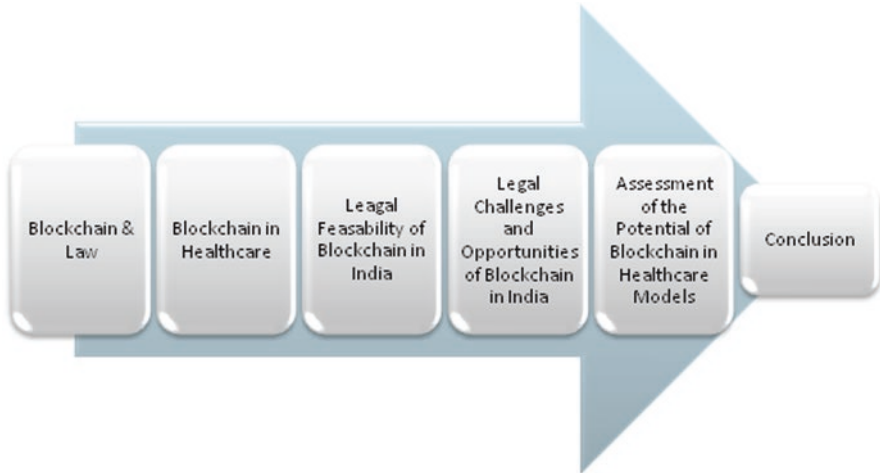 Blockchain &
Law
Blockchain in
Healthcare
Leagal
Feasability of
Blockchain in
India
Legal
Challenges
and
Opportunities
of Blockchain
in India
Assessment
of the
Potential of
Blockchain in
Healthcare
Models
Conclusion